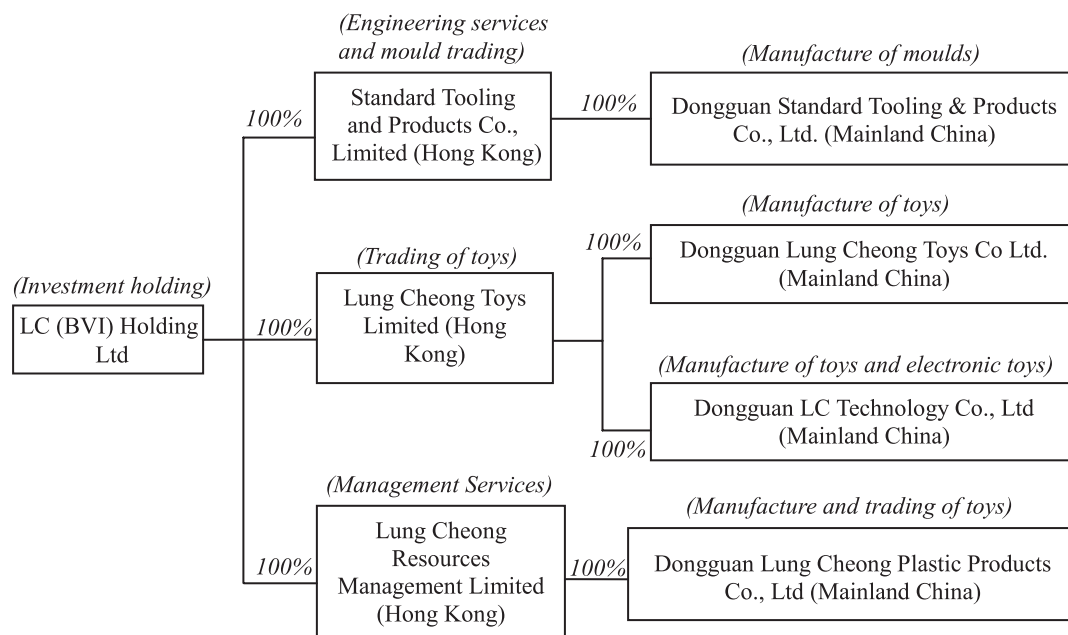 (Investment holding)
LC (BVI) Holding
Ltd
(Engineering services
and mould trading)
100%
Standard Tooling
and Products Co.,
Limited (Hong Kong)
100%
(Manufacture of moulds)
Dongguan Standard Tooling & Products
Co., Ltd. (Mainland China)
(Trading of toys)
100%
Lung Cheong Toys
Limited (Hong
Kong)
(Manufacture of toys)
100%
Dongguan Lung Cheong Toys Co Ltd.
(Mainland China)
(Manufacture of toys and electronic toys)
Dongguan LC Technology Co., Ltd
(Mainland China)
100%
(Management Services)
100%
Lung Cheong
Resources
Management Limited
(Hong Kong)
100%
(Manufacture and trading of toys)
Dongguan Lung Cheong Plastic Products
Co., Ltd (Mainland China)